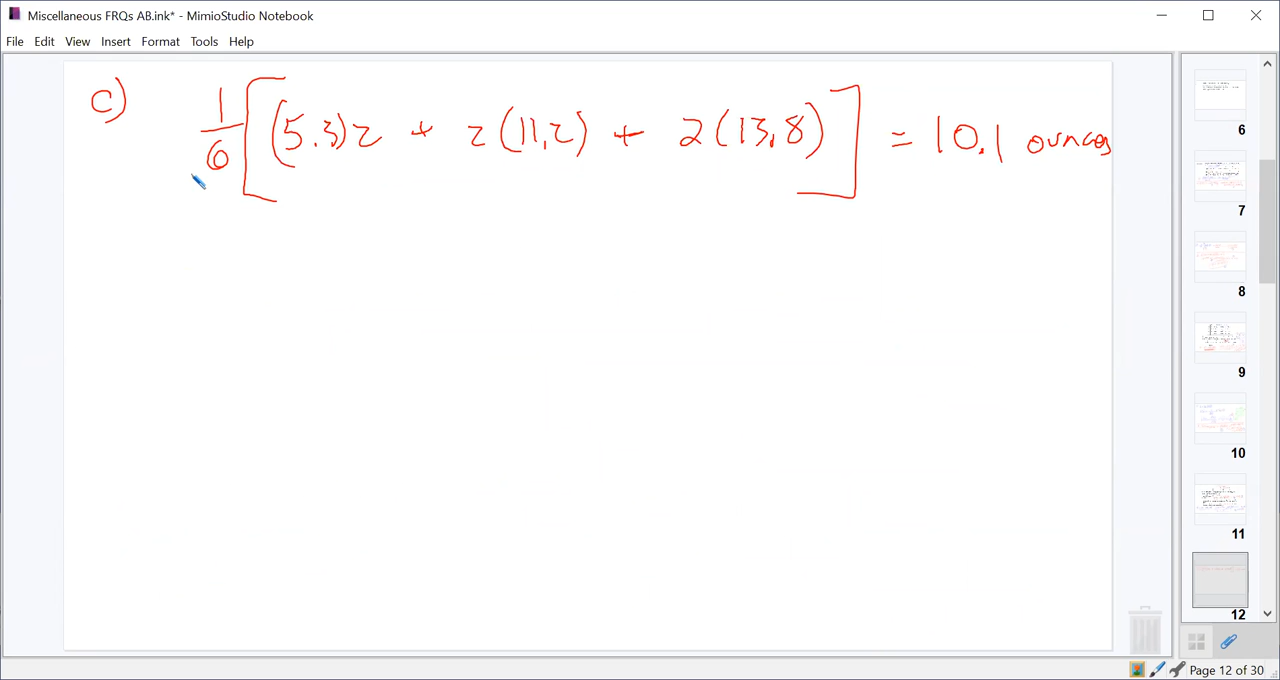 Miscellaneous FRQs AB.ink* - MimioStudio Notebook
File Edit View Insert Format Tools Help
c) 1/6 [(5.3)2 + 2(11.2) + 2(13.8)] = 10.1 ounces
6
7
8
9
10
11
12
Page 12 of 30